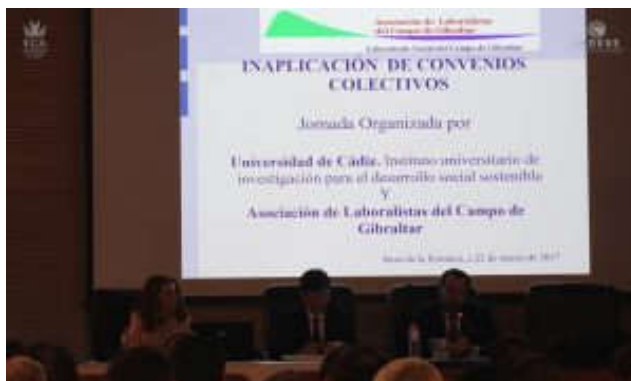 Asociación de Laboralistas
del Campo de Gibraltar
INAPLICACIÓN DE CONVENIOS
COLECTIVOS
Jornada Organizada por
Universidad de Cádiz. Instituto universitario de
investigación para el desarrollo social sostenible
Y
Asociación de Laboralistas del Campo de
Gibraltar
UCA